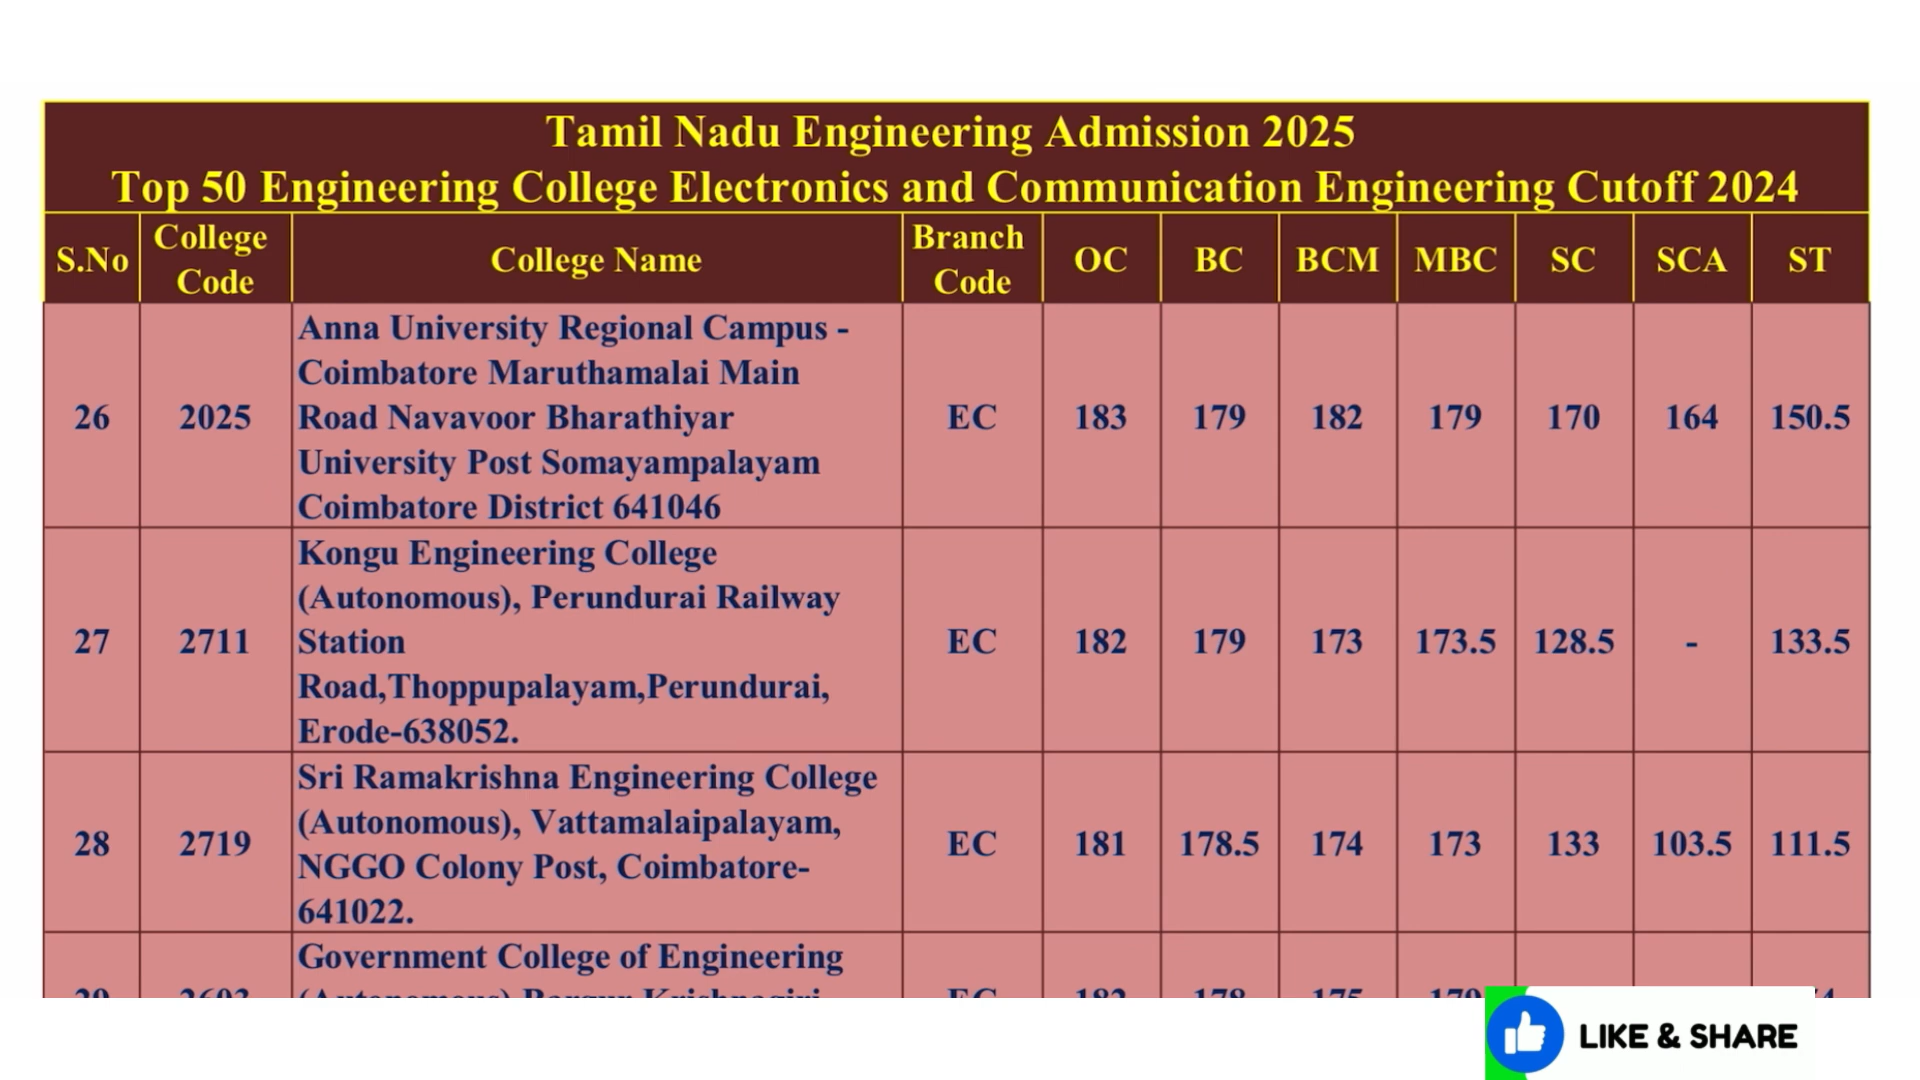 Tamil Nadu Engineering Admission 2025
Top 50 Engineering College Electronics and Communication Engineering Cutoff 2024
S.No College Code College Name Branch Code OC BC BCM MBC SC SCA ST
26 2025 Anna University Regional Campus -
Coimbatore Maruthamalai Main
Road Navavoor Bharathiyar
University Post Somayampalayam
Coimbatore District 641046
EC 183 179 182 179 170 164 150.5
27 2711 Kongu Engineering College
(Autonomous), Perundurai Railway
Station
Road,Thoppupalayam,Perundurai,
Erode-638052.
EC 182 179 173 173.5 128.5 - 133.5
28 2719 Sri Ramakrishna Engineering College
(Autonomous), Vattamalaipalayam,
NGGO Colony Post, Coimbatore-
641022.
EC 181 178.5 174 173 133 103.5 111.5
Government College of Engineering
LIKE & SHARE